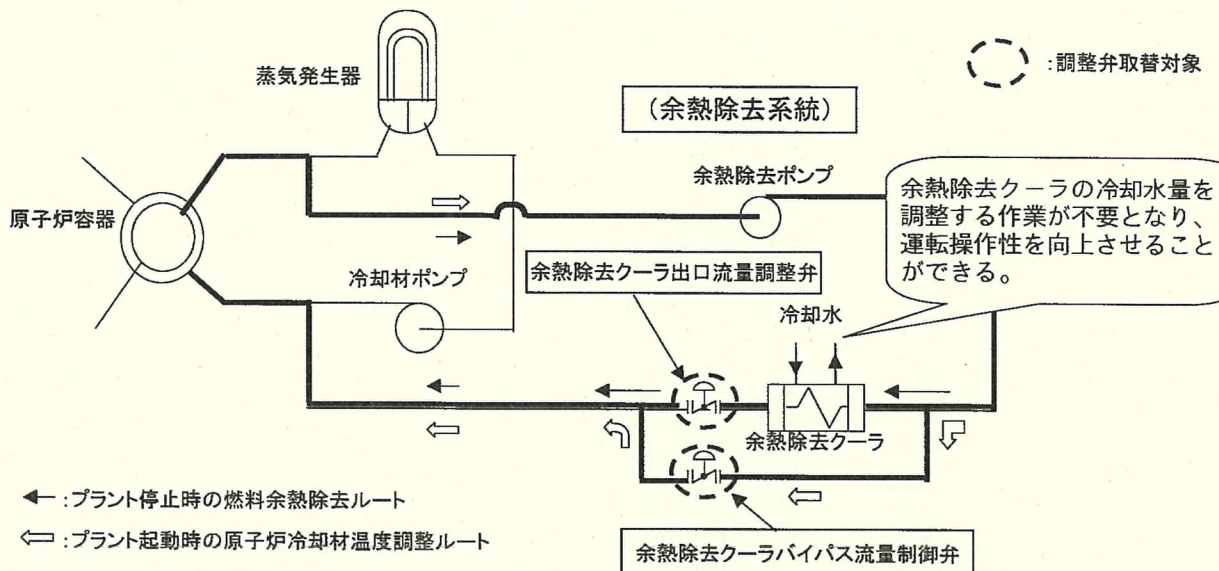 蒸気発生器
:調整弁取替対象
(余熱除去系統)
余熱除去ポンプ
原子炉容器
余熱除去クーラの冷却水量を
調整する作業が不要となり、
運転操作性を向上させること
ができる。
冷却材ポンプ
余熱除去クーラ出口流量調整弁
冷却水
余熱除去クーラ
:プラント停止時の燃料余熱除去ルート
:プラント起動時の原子炉冷却材温度調整ルート
余熱除去クーラバイパス流量制御弁